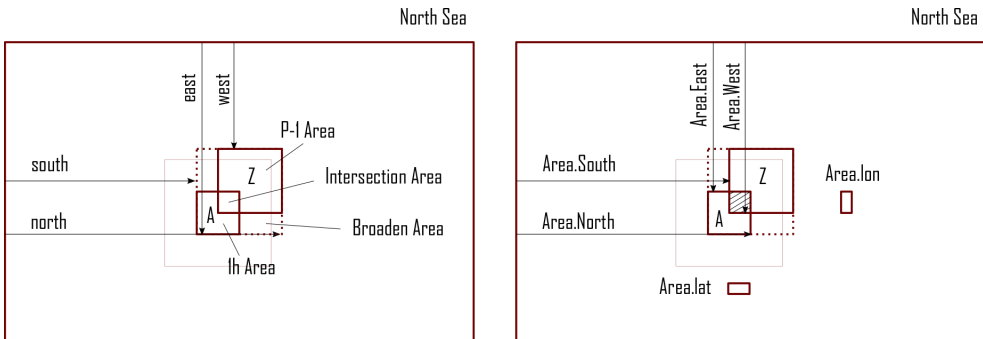 North Sea
east
west
P-1 Area
south
Z
Intersection Area
A
north
Broaden Area
1h Area
North Sea
Area.East
Area.West
Area.South
Z
Area.lon
A
Area.North
Area.lat